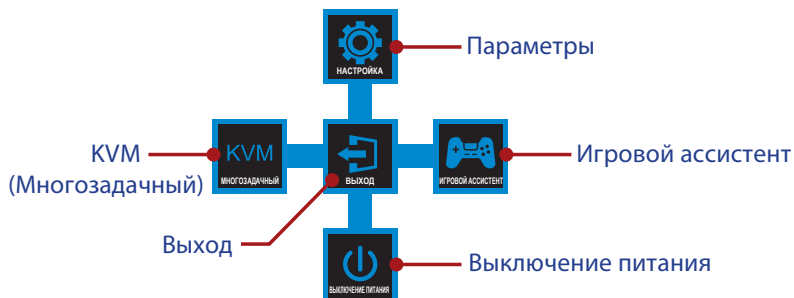 НАСТРОЙКА
Параметры
KVM
(Многозадачный)
KVM
МНОГОЗАДАЧНЫЙ
ВЫХОД
ИГРОВОЙ АССИСТЕНТ
Игровой ассистент
Выход
ВЫКЛЮЧЕНИЕ ПИТАНИЯ
Выключение питания